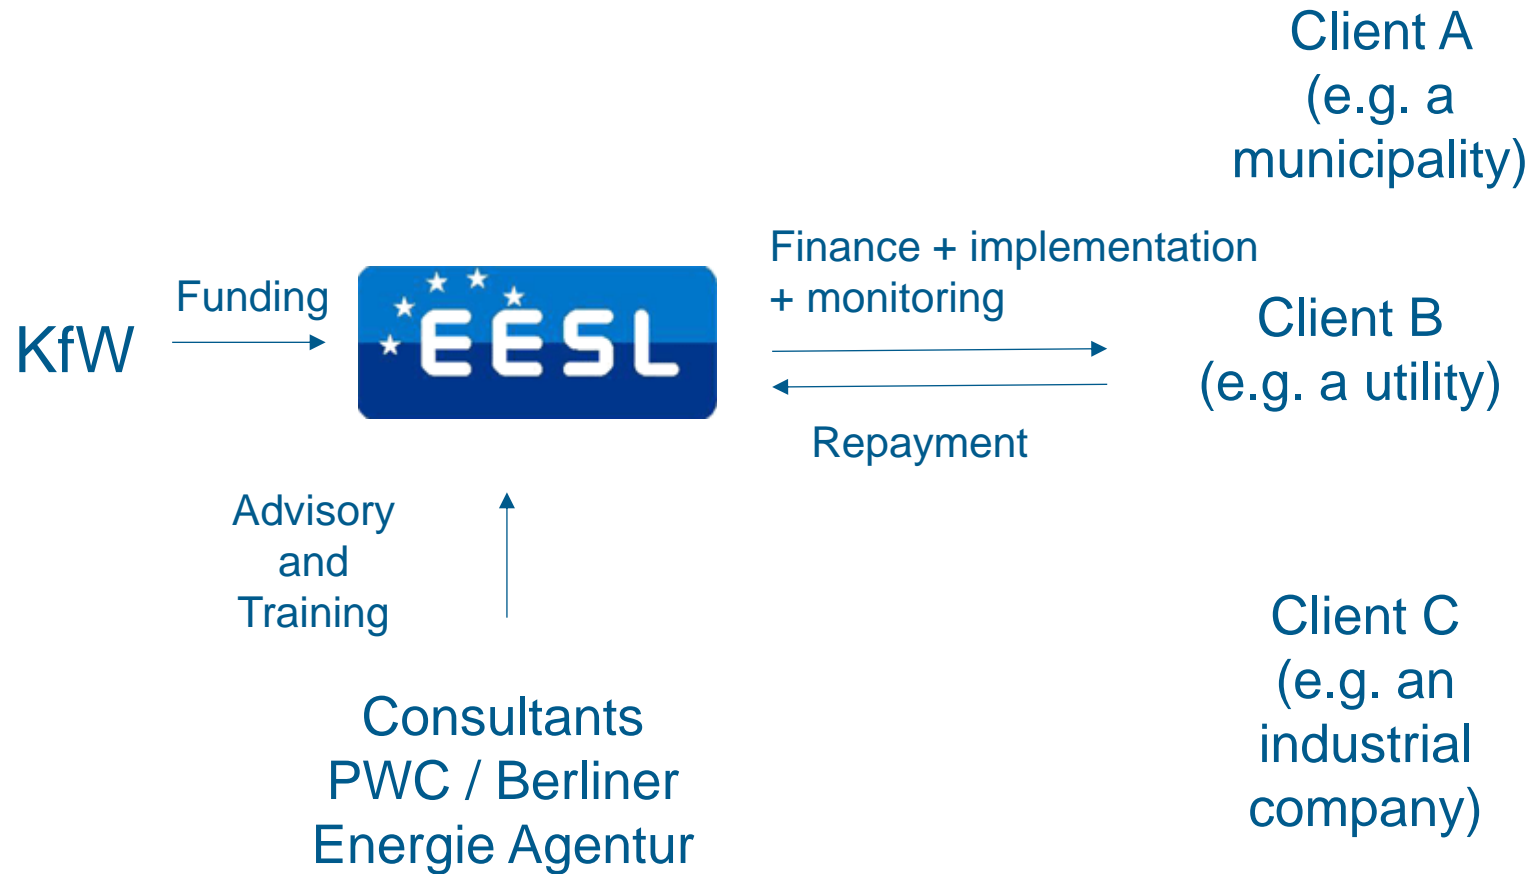 Client A
(e.g. a
municipality)
Finance + implementation
+ monitoring
Funding
KfW
EESL
Client B
(e.g. a utility)
Repayment
Advisory
and
Training
Client C
(e.g. an
industrial
company)
Consultants
PWC / Berliner
Energie Agentur